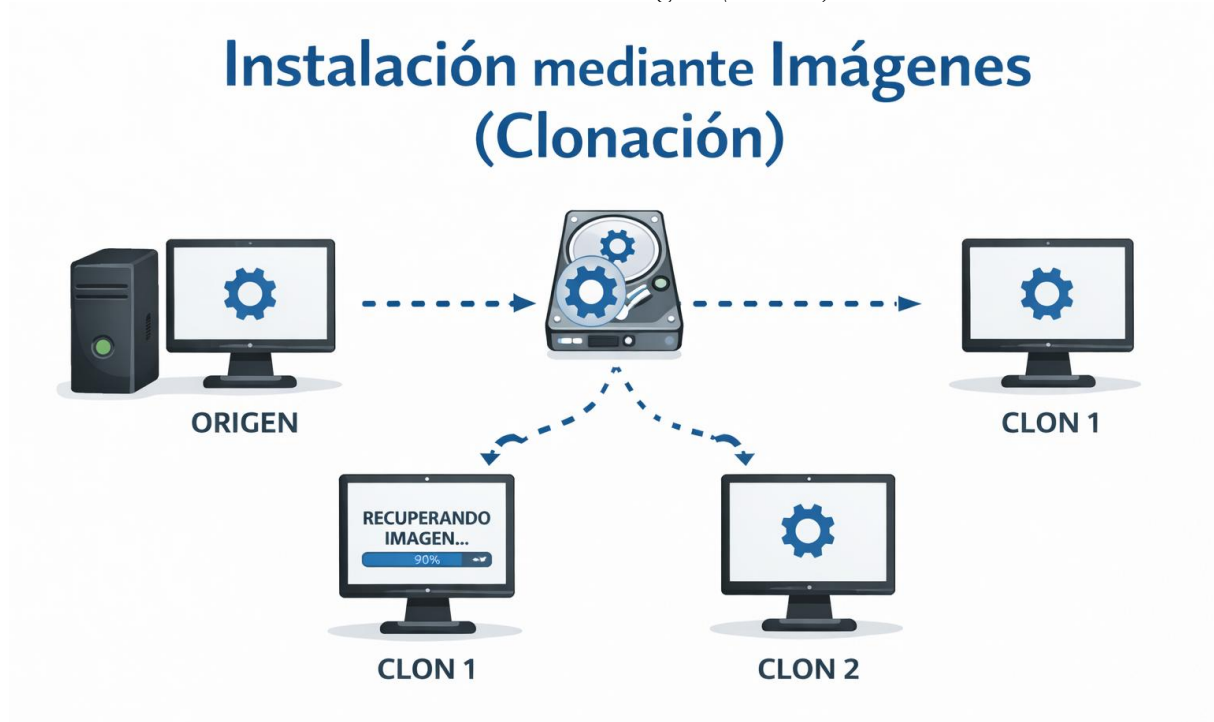 Instalación mediante Imágenes
(Clonación)
ORIGEN
CLON 1
RECUPERANDO
IMAGEN...
90%
CLON 1
CLON 2